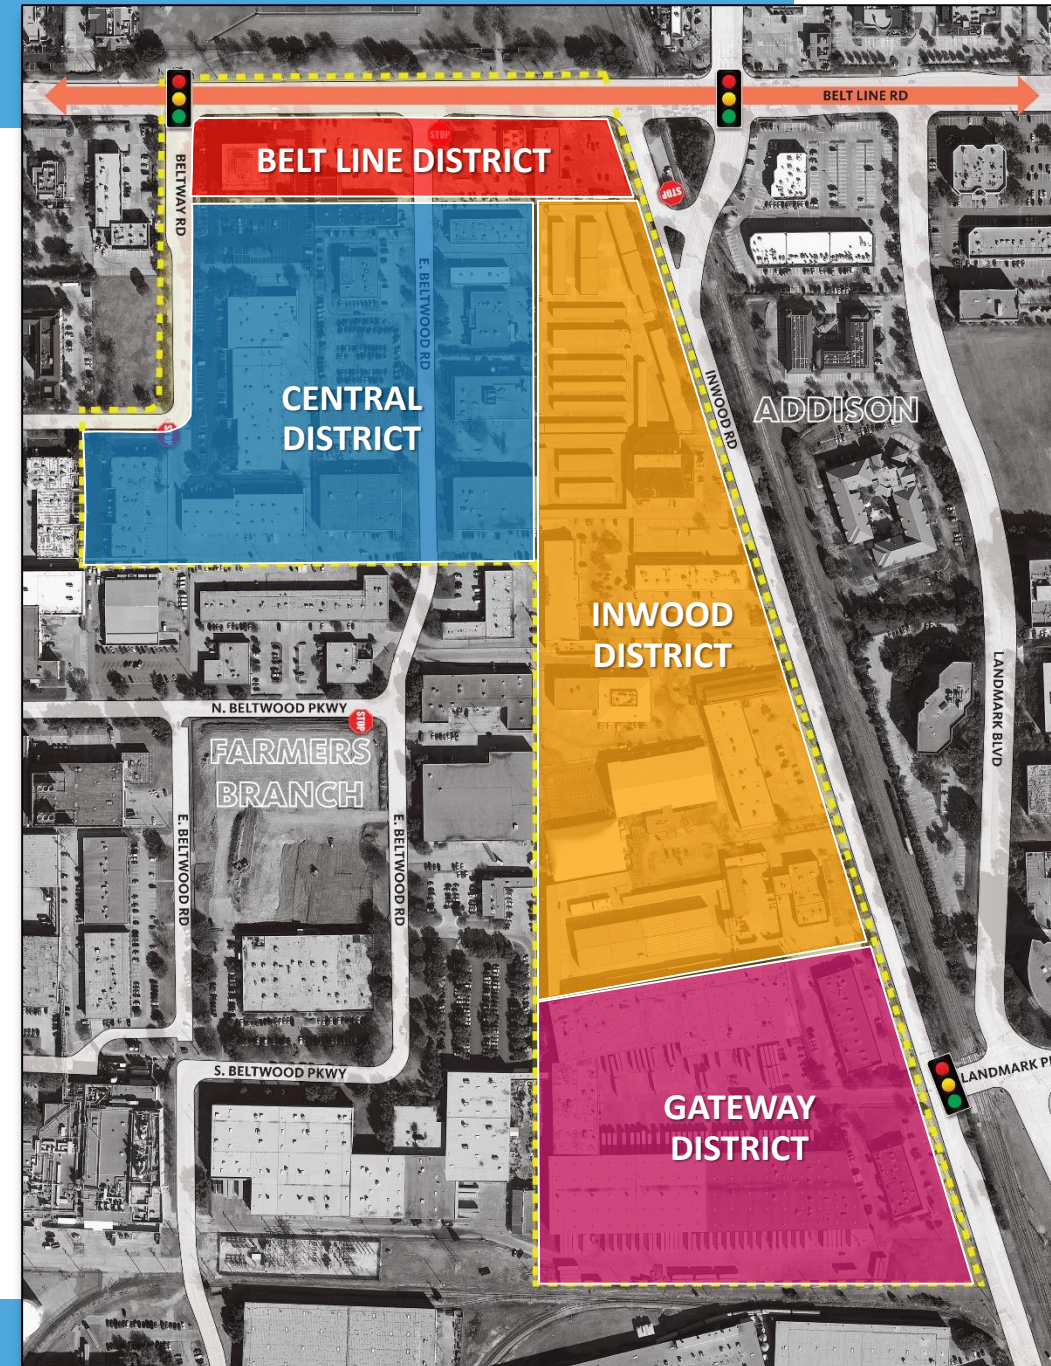 BELT LINE RD
STOP
BELT LINE DISTRICT
BELTWAY RD
STOP
E. BELTWOOD RD
CENTRAL
DISTRICT
INWOOD RD
ADDISON
STOP
INWOOD
DISTRICT
LANDMARK BLVD
N. BELTWOOD PKWY
STOP
FARMERS
BRANCH
E. BELTWOOD RD
E. BELTWOOD RD
S. BELTWOOD PKWY
LANDMARK
GATEWAY
DISTRICT